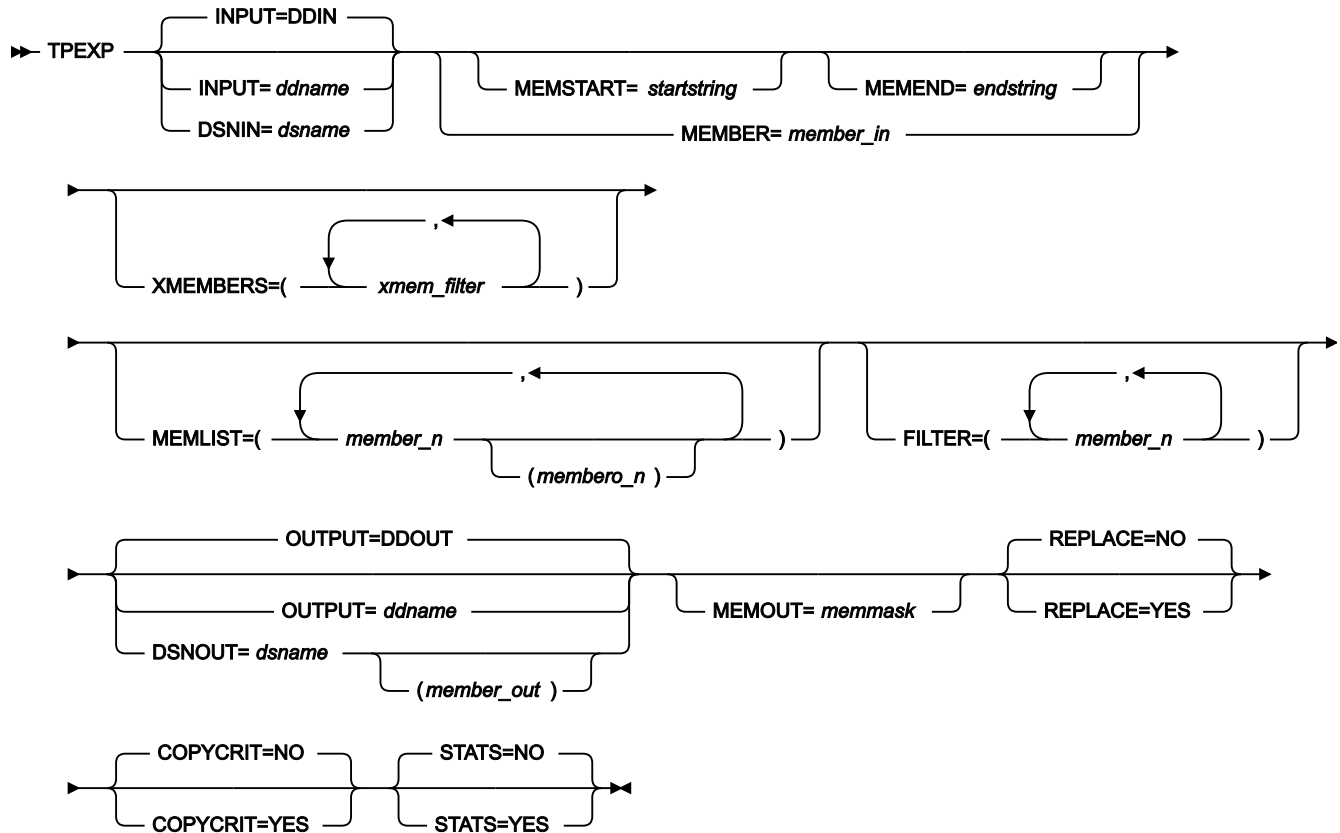 INPUT=DDIN
TPEXP
INPUT= ddname
DSNIN= dsname
MEMSTART= startstring
MEMEND= endstring
MEMBER= member_in
,
XMEMBERS=( xmem_filter )
,
MEMLIST=( member_n )
(membero_n )
,
FILTER=( member_n )
OUTPUT=DDOUT
OUTPUT= ddname
DSNOUT= dsname
(member_out )
MEMOUT= memmask
REPLACE=NO
REPLACE=YES
COPYCRIT=NO
COPYCRIT=YES
STATS=NO
STATS=YES